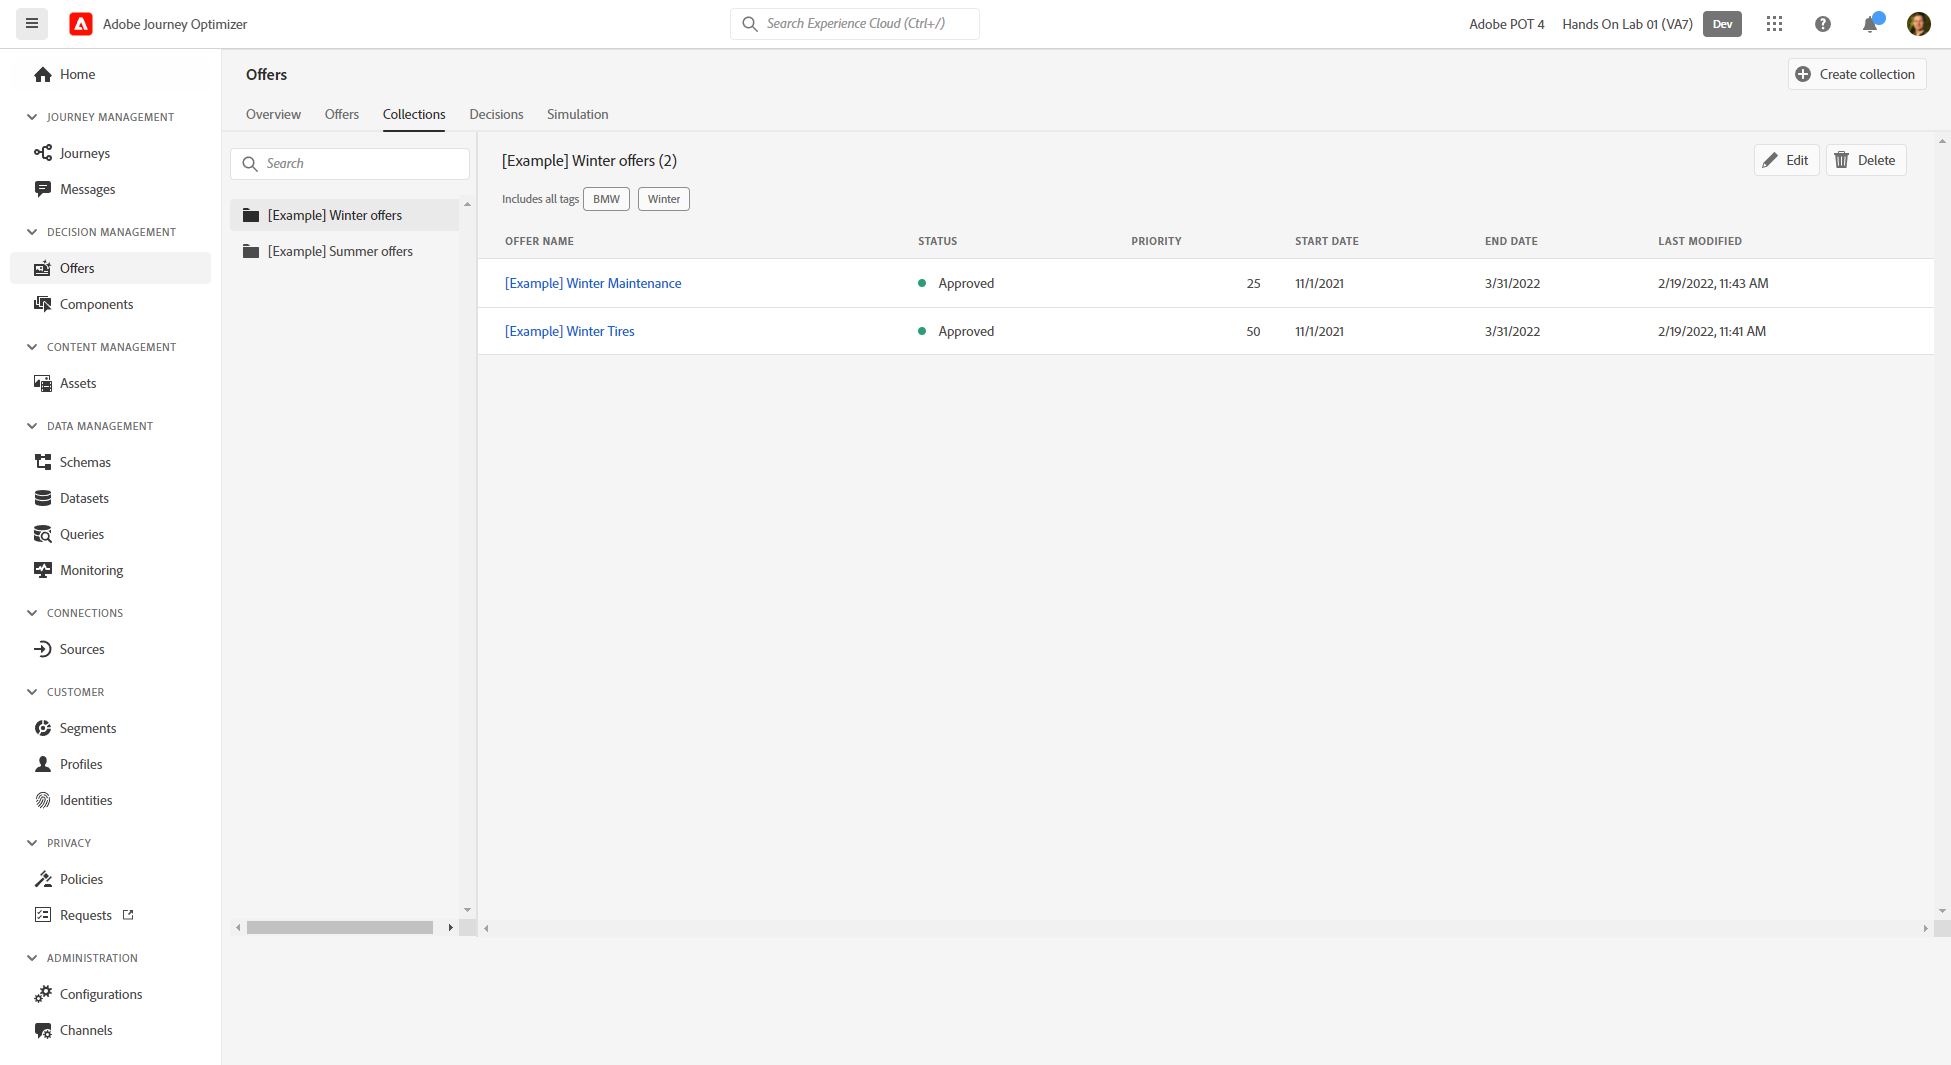 Adobe Journey Optimizer
Search Experience Cloud (Ctrl+/)
Adobe POT 4
Hands On Lab 01 (VA7)
Dev
Home
JOURNEY MANAGEMENT
Journeys
Messages
DECISION MANAGEMENT
Offers
Components
CONTENT MANAGEMENT
Assets
DATA MANAGEMENT
Schemas
Datasets
Queries
Monitoring
CONNECTIONS
Sources
CUSTOMER
Segments
Profiles
Identities
PRIVACY
Policies
Requests
ADMINISTRATION
Configurations
Channels
Offers
Create collection
Overview Offers Collections Decisions Simulation
Search
[Example] Winter offers
[Example] Summer offers
[Example] Winter offers (2)
Edit Delete
Includes all tags BMW Winter
OFFER NAME STATUS PRIORITY START DATE END DATE LAST MODIFIED
[Example] Winter Maintenance Approved 25 11/1/2021 3/31/2022 2/19/2022, 11:43 AM
[Example] Winter Tires Approved 50 11/1/2021 3/31/2022 2/19/2022, 11:41 AM